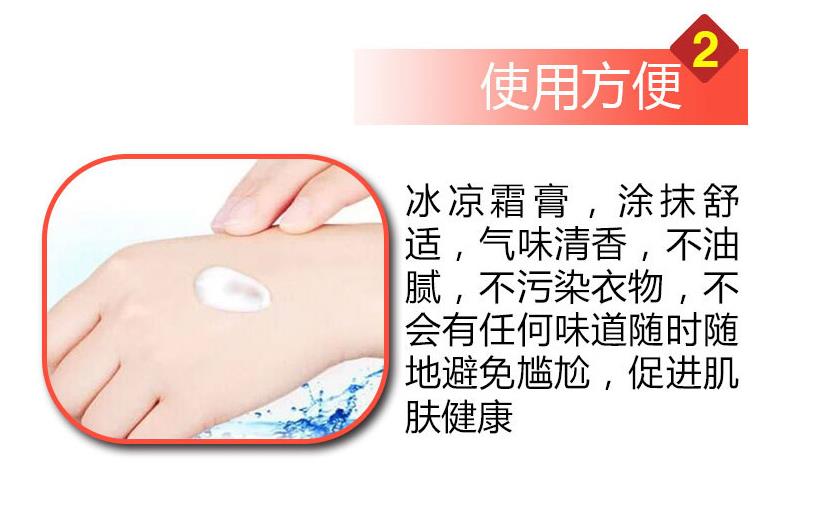 2
使用方便
冰凉霜膏，涂抹舒
适，气味清香，不油
腻，不污染衣物，不
会有任何味道随时随
地避免尴尬，促进肌
肤健康